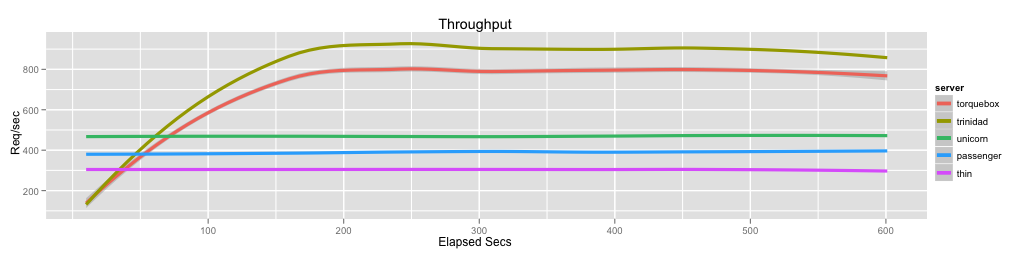 Throughput
Req/sec
800
600
400
200
100
200
300
400
500
600
Elapsed Secs
server
torquebox
trinidad
unicorn
passenger
thin